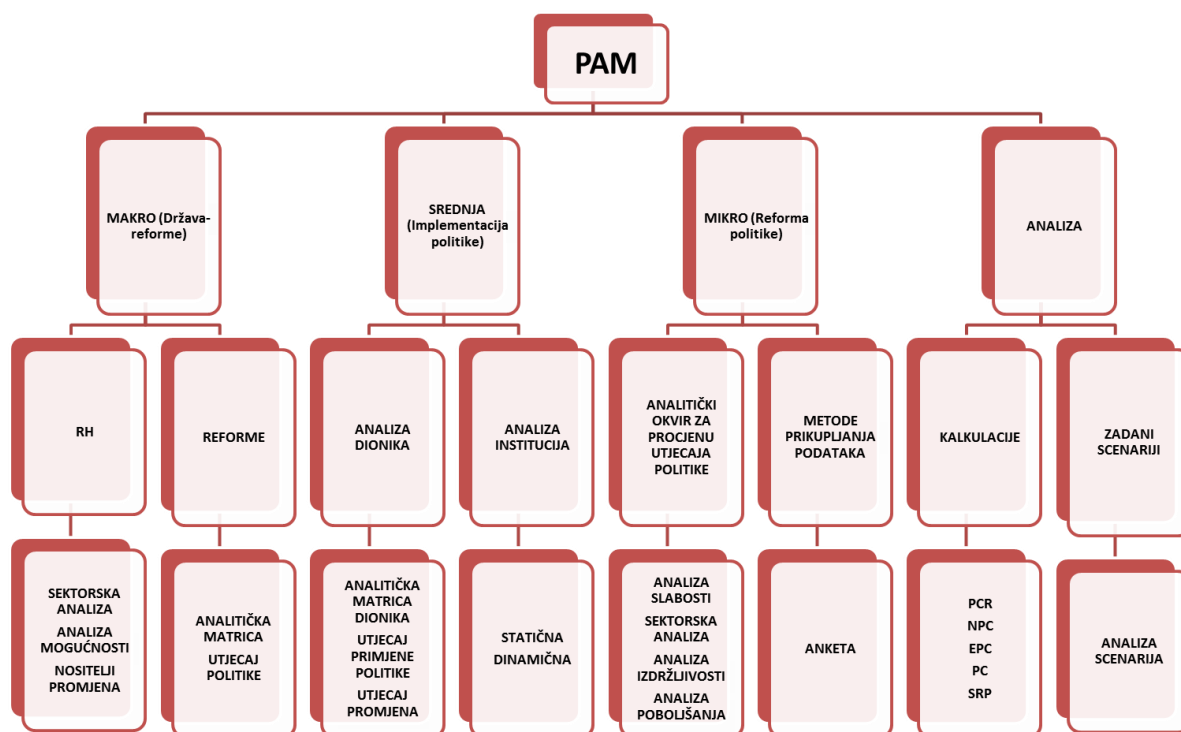 PAM
MAKRO (Država-
reforme)
SREDNJA
(Implementacija
politike)
MIKRO (Reforma
politike)
ANALIZA
RH
REFORME
ANALIZA
DIONIKA
ANALIZA
INSTITUCIJA
ANALITIČKI
OKVIR ZA
PROCJENU
UTJECAJA
POLITIKE
METODE
PRIKUPLJANJA
PODATAKA
KALKULACIJE
ZADANI
SCENARIJI
SEKTORSKA
ANALIZA
ANALIZA
MOGUĆNOSTI
NOSITELJI
PROMJENA
ANALITIČKA
MATRICA
UTJECAJ
POLITIKE
ANALITIČKA
MATRICA
DIONIKA
UTJECAJ
PRIMJENE
POLITIKE
UTJECAJ
PROMJENA
STATIČNA
DINAMIČNA
ANALIZA
SLABOSTI
SEKTORSKA
ANALIZA
ANALIZA
IZDRŽLJIVOSTI
ANALIZA
POBOLJŠANJA
ANKETA
PCR
NPC
EPC
PC
SRP
ANALIZA
SCENARIJA